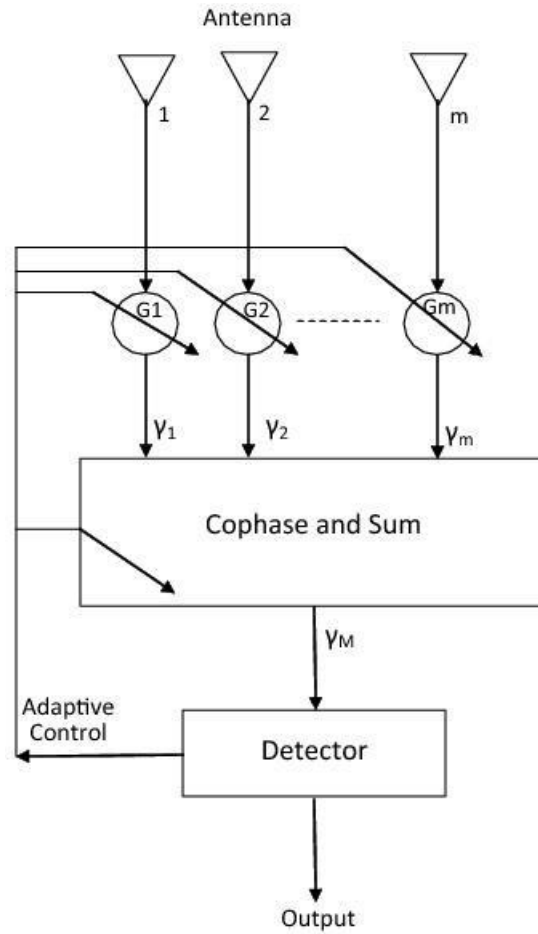 Antenna
1
2
m
G1
G2
Gm
γ1
γ2
γm
Cophase and Sum
γM
Adaptive
Control
Detector
Output